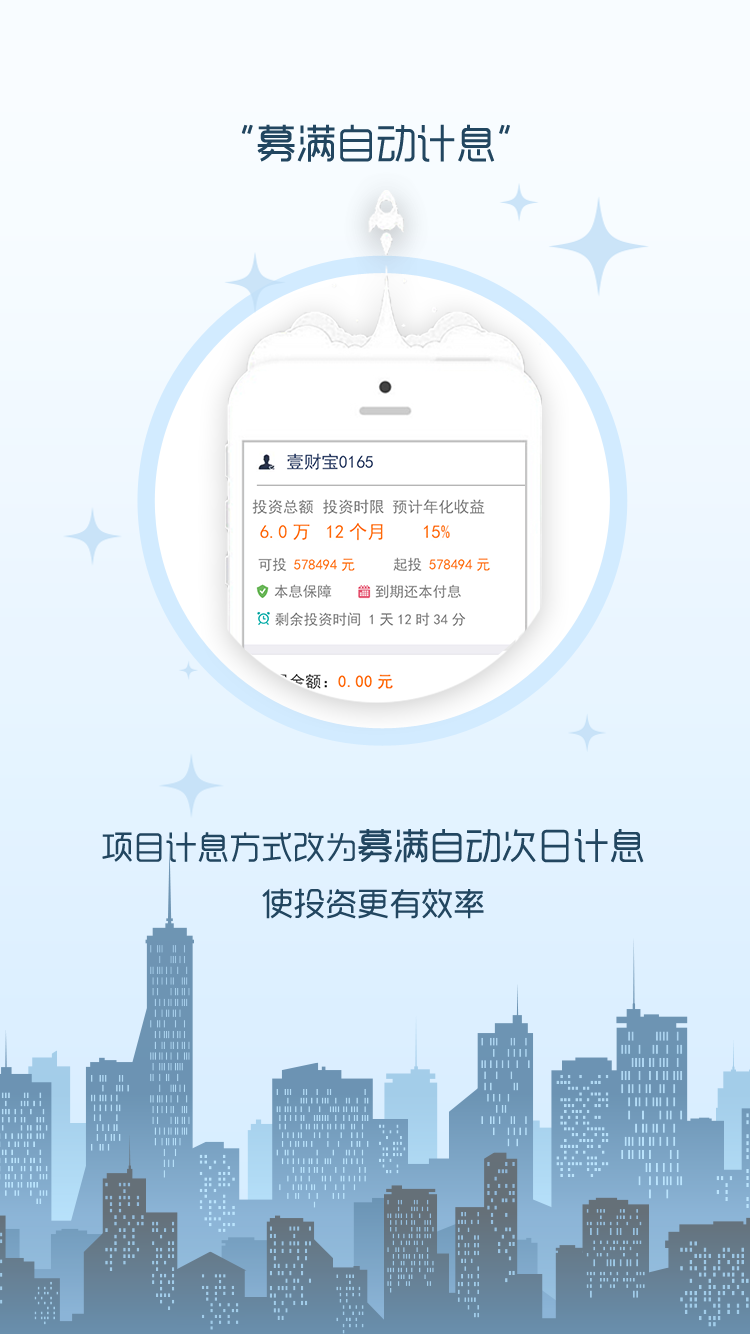 “募满自动计息”
壹财宝0165
投资总额 投资时限 预计年化收益
6.0 万 12 个月 15%
可投 578494 元 起投 578494 元
本息保障 到期还本付息
剩余投资时间 1 天 12 时 34 分
金额：0.00 元
项目计息方式改为募满自动次日计息
使投资更有效率